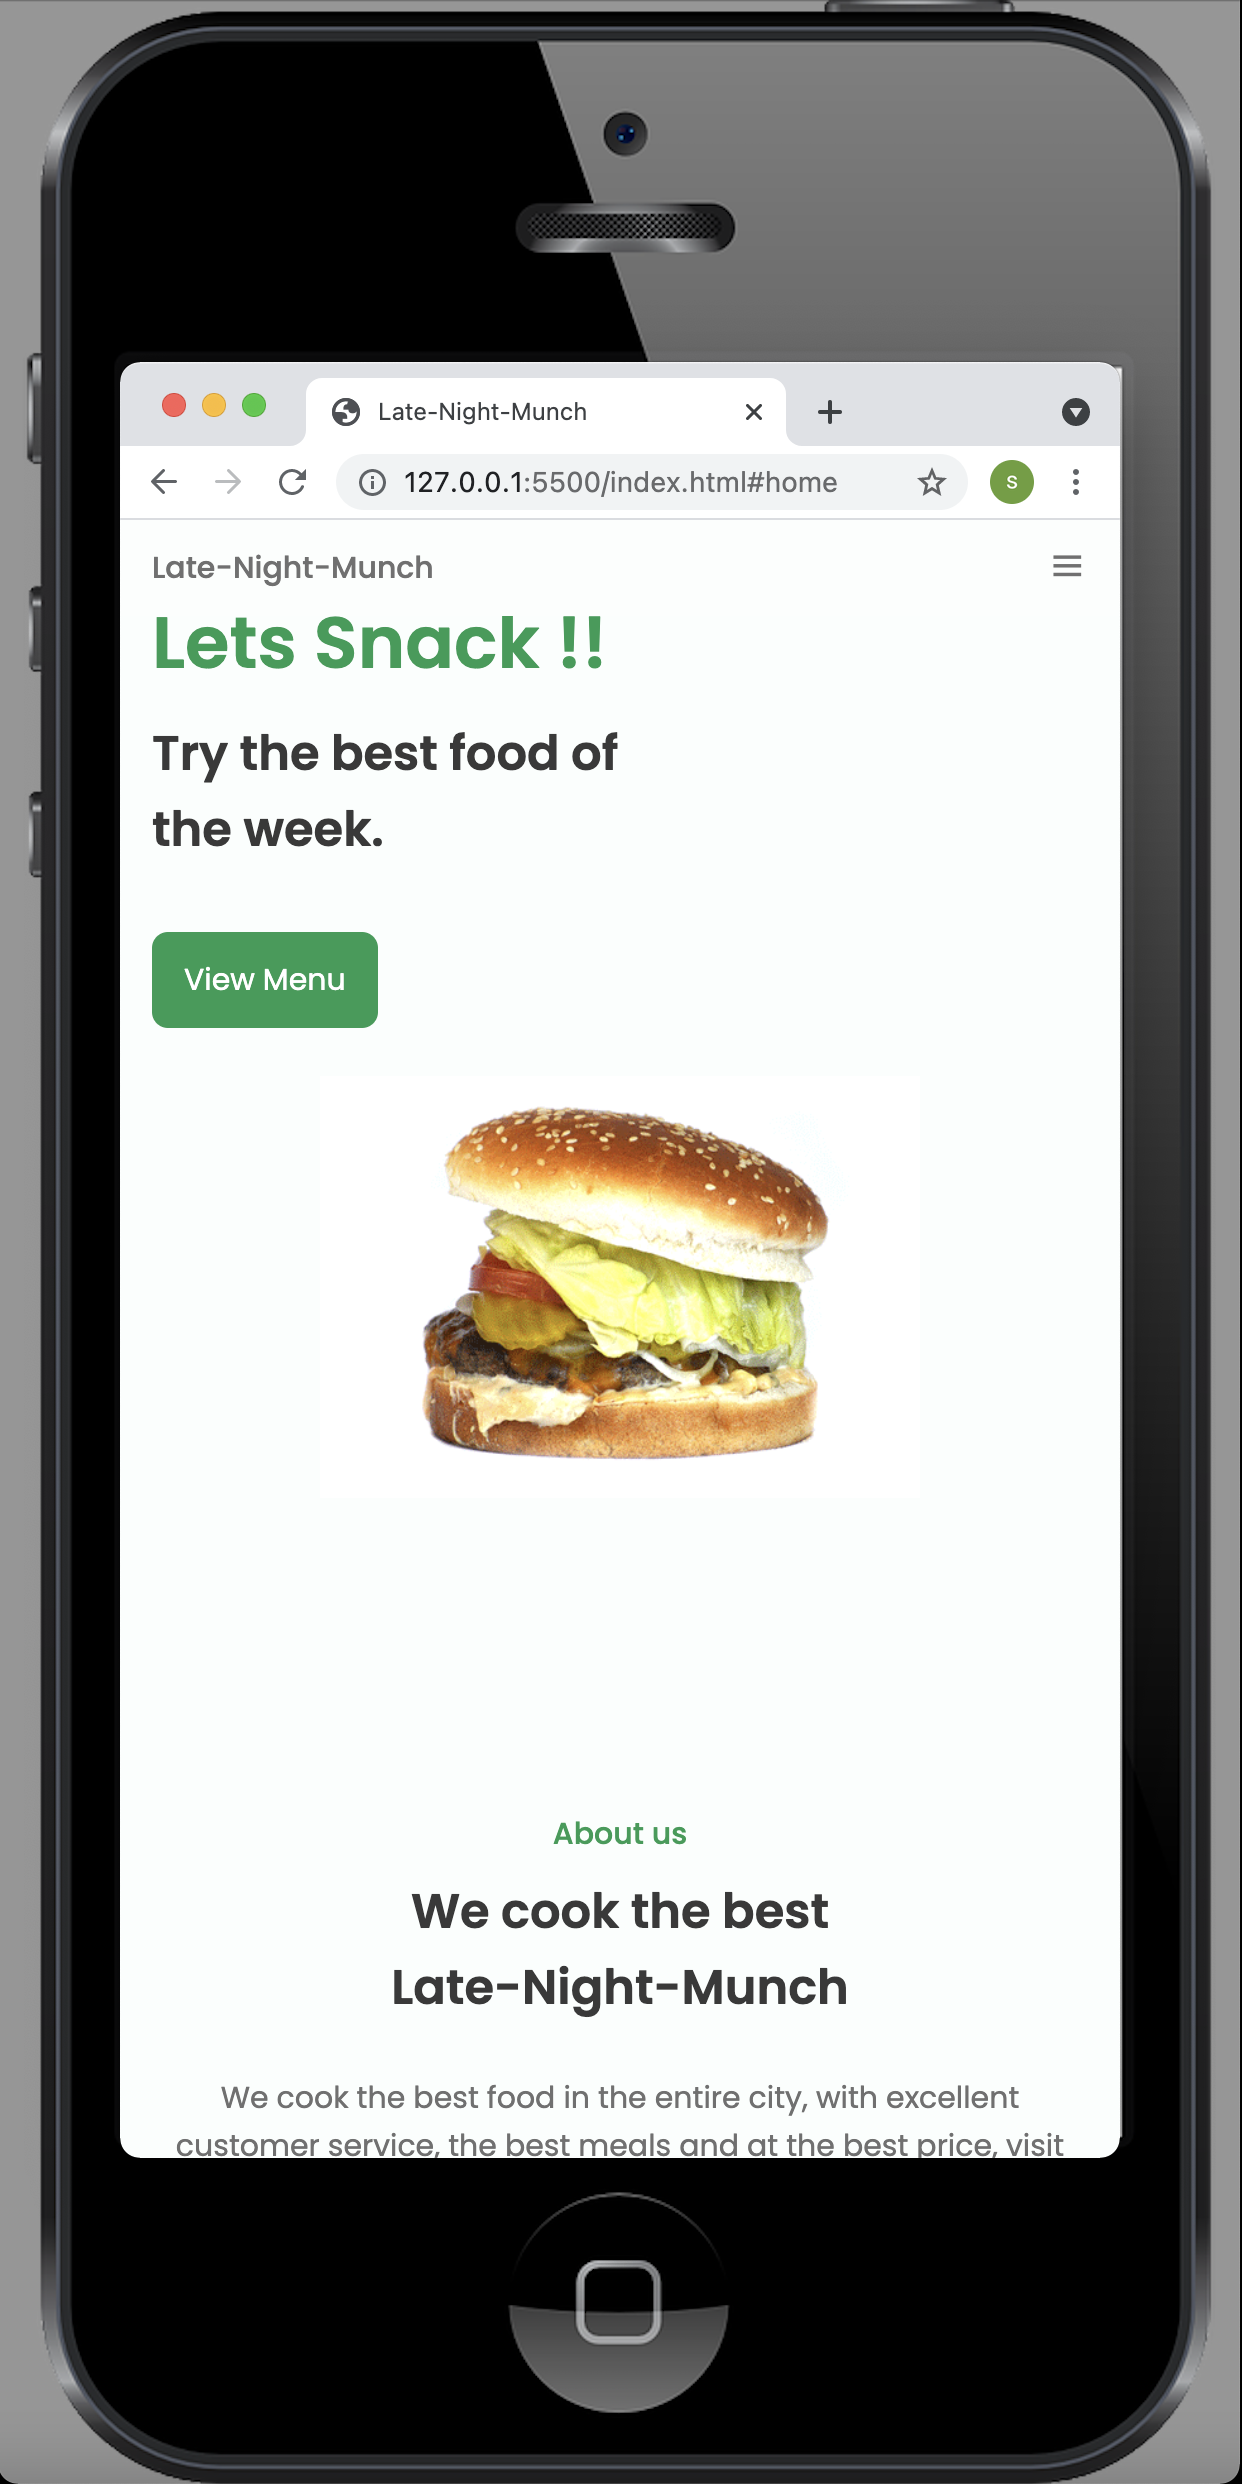 Late-Night-Munch
127.0.0.1:5500/index.html#home
S
Late-Night-Munch
Lets Snack !!
Try the best food of
the week.
View Menu
About us
We cook the best
Late-Night-Munch
We cook the best food in the entire city, with excellent
customer service, the best meals and at the best price, visit